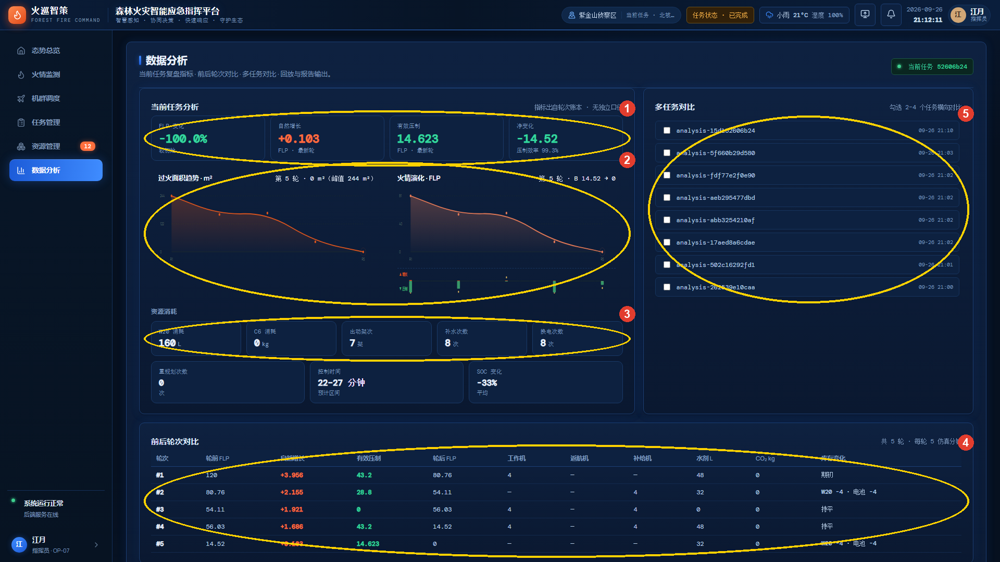 火巡智策
FOREST FIRE COMMAND
森林火灾智能应急指挥平台
智慧感知 · 协同决策 · 快速响应 · 守护生态
紫金山侦察区 当前任务 · 北坡…
任务状态 · 已完成
小雨 21°C 湿度 100%
2026-09-26
21:12:11
江
江月
指挥员
态势总览
火情监测
机群调度
任务管理
资源管理 12
数据分析
系统运行正常
后端服务在线
江
江月
指挥员 · OP-07
数据分析
当前任务复盘指标 · 前后轮次对比 · 多任务对比 · 回放与报告输出。
当前任务 52606b24
当前任务分析
指标出自轮次账本 · 无独立口径
1
FLP 变化
-100.0%
较初始
自然增长
+0.103
FLP · 最新轮
有效压制
14.623
FLP · 最新轮
净变化
-14.52
压制效率 99.3%
2
过火面积趋势 · m²
第 5 轮 · 0 m²（峰值 244 m²）
244
122
0
R1
R5
火情演化 · FLP
第 5 轮 · B 14.52 → 0
81
40
0
R1
R5
▲增长
▼压制
资源消耗
3
W20 消耗
160 L
C6 消耗
0 kg
出动架次
7 架
补水次数
8 次
换电次数
8 次
重规划次数
0
次
控制时间
22-27 分钟
预计区间
SOC 变化
-33%
平均
多任务对比
勾选 2-4 个任务横向对比
5
analysis-15d152606b24 09-26 21:10
analysis-5f660b29d580 09-26 21:03
analysis-fdf77e2f0e90 09-26 21:02
analysis-aeb295477dbd 09-26 21:02
analysis-abb3254210af 09-26 21:02
analysis-17aed8a6cdae 09-26 21:02
analysis-502c16292fd1 09-26 21:01
analysis-262539e10caa 09-26 21:00
前后轮次对比
共 5 轮 · 每轮 5 仿真分钟
4
轮次 轮前 FLP 自然增长 有效压制 轮后 FLP 工作机 返航机 补给机 水剂 L CO₂ kg 库存变化
#1 120 +3.956 43.2 80.76 4 — — 48 0 期初
#2 80.76 +2.155 28.8 54.11 — — 4 32 0 W20 -4 · 电池 -4
#3 54.11 +1.921 0 56.03 4 — 4 0 0 持平
#4 56.03 +1.686 43.2 14.52 4 — 4 48 0 持平
#5 14.52 +0.103 14.623 0 — — — 32 0 W20 -4 · 电池 -4